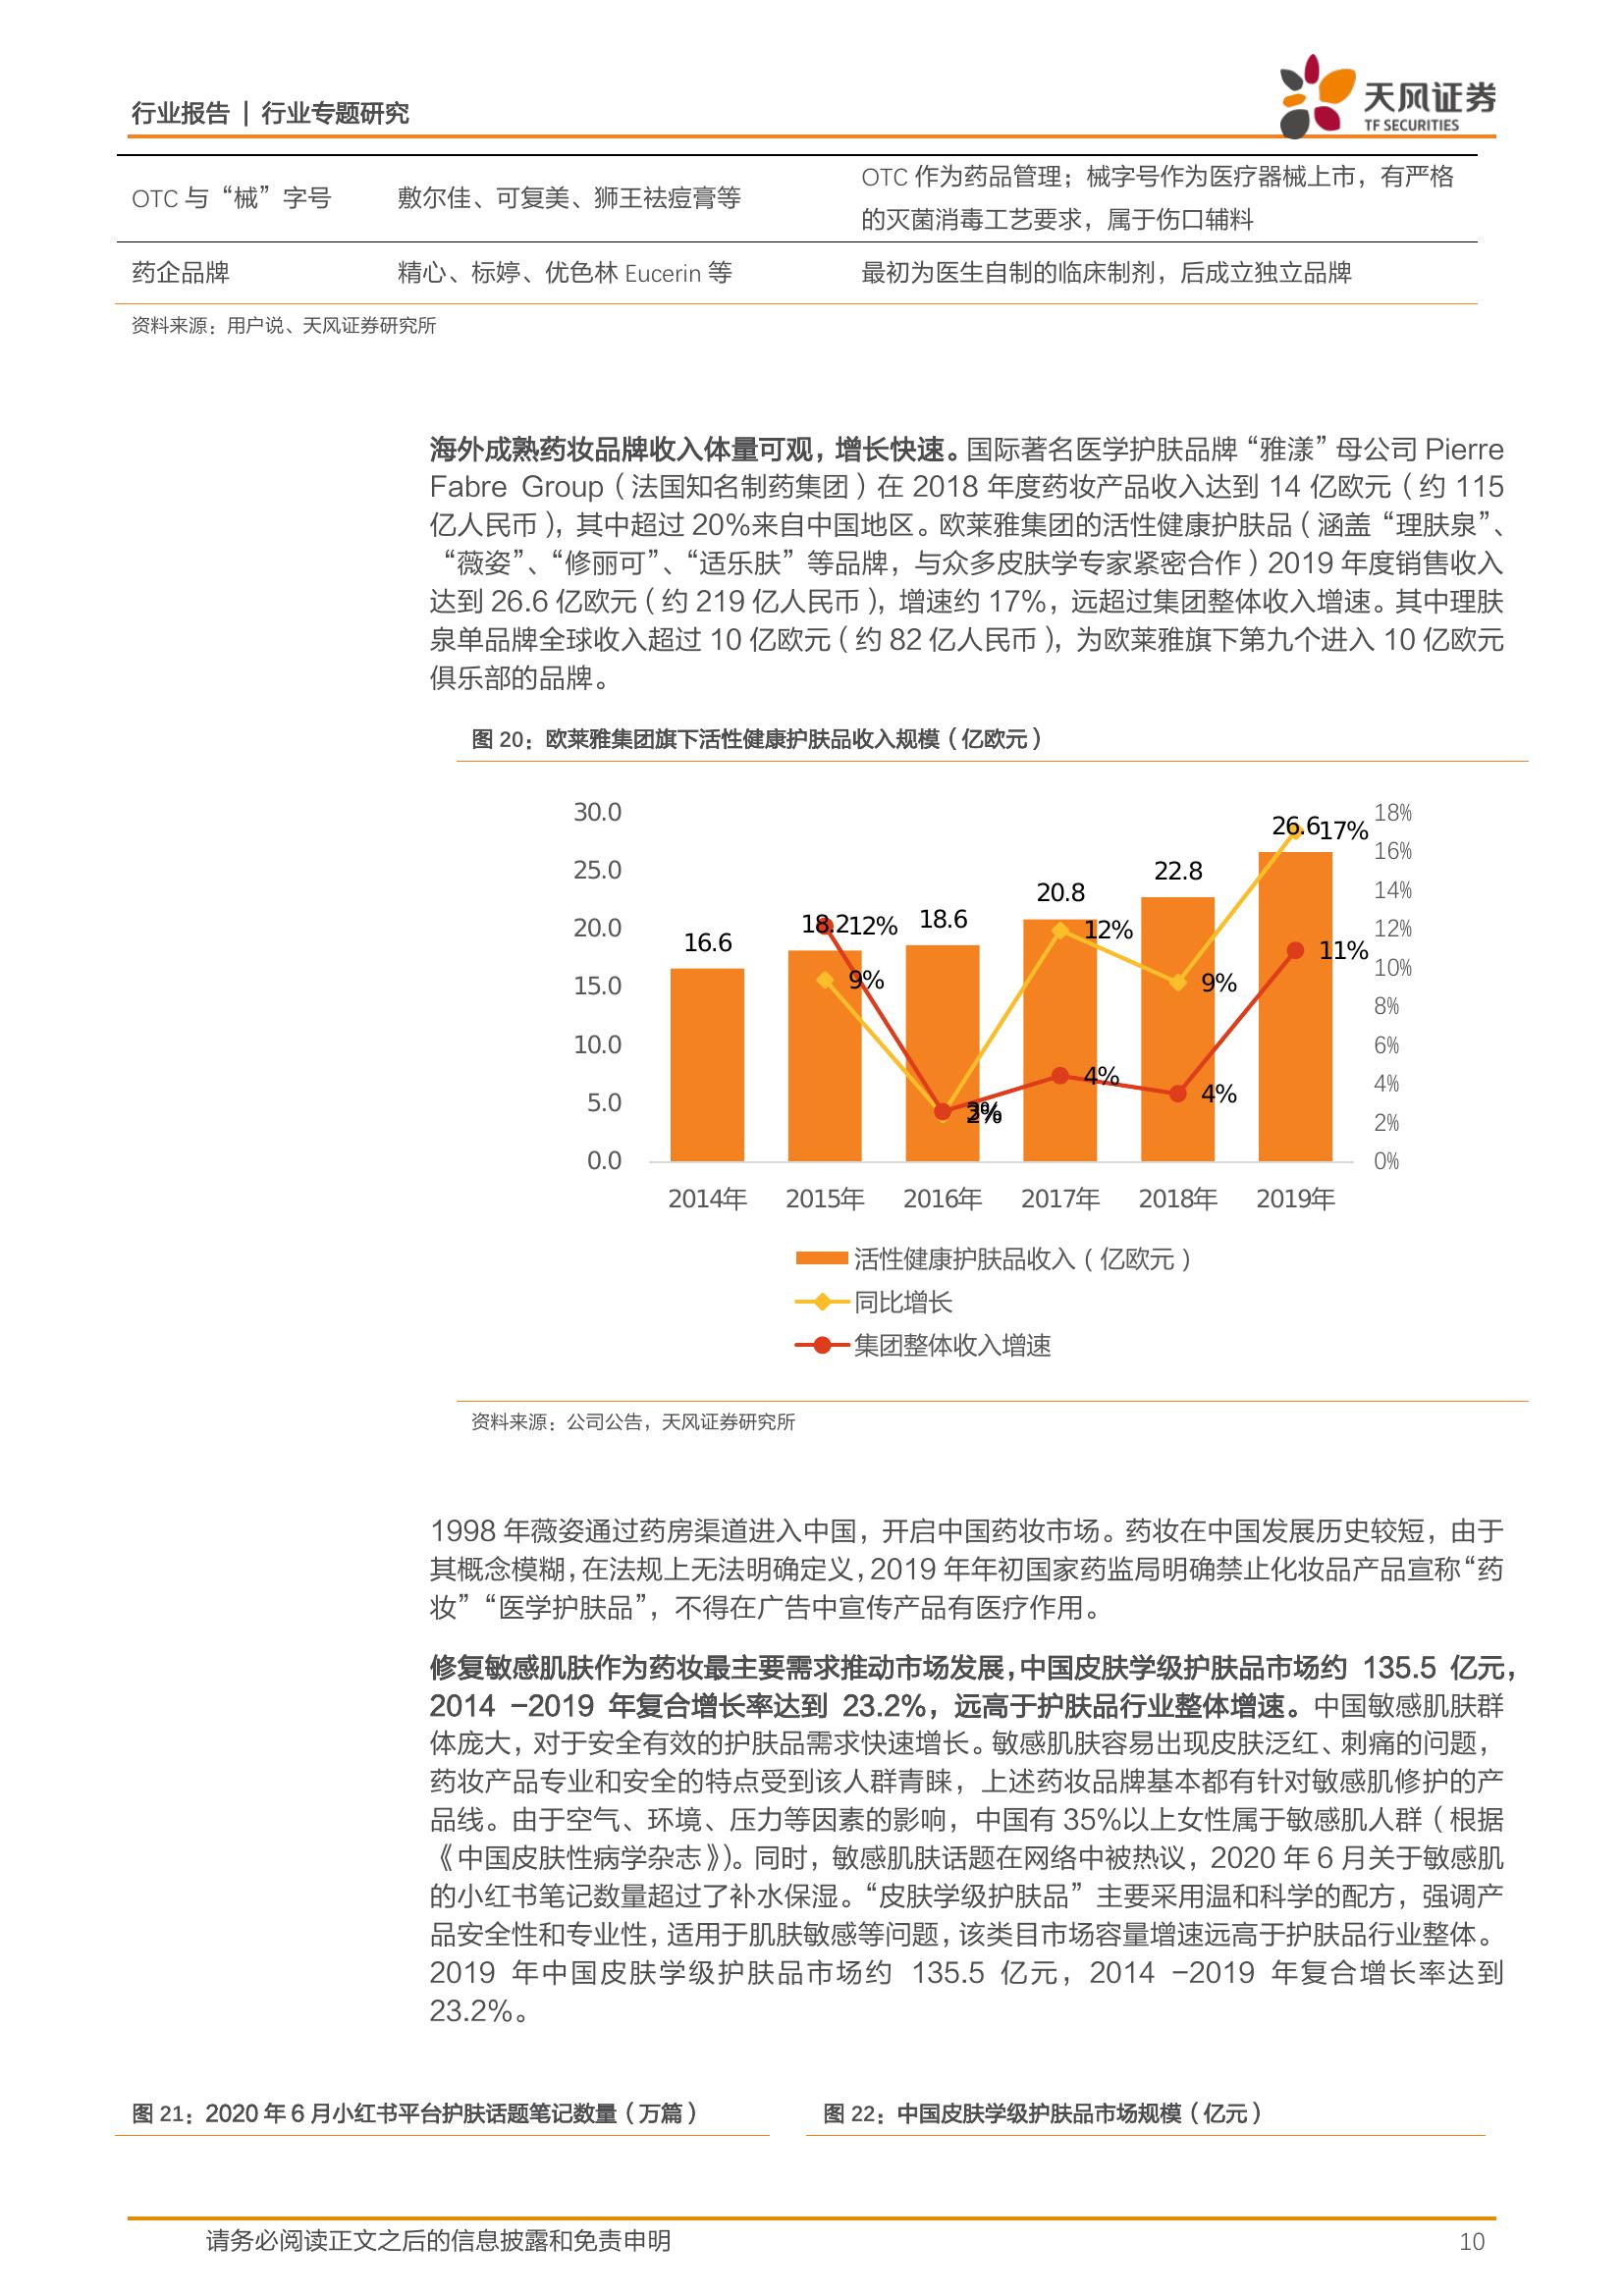 行业报告 | 行业专题研究
天风证券
TF SECURITIES
OTC 与“械”字号 敷尔佳、可复美、狮王祛痘膏等 OTC 作为药品管理；械字号作为医疗器械上市，有严格
的灭菌消毒工艺要求，属于伤口辅料
药企品牌 精心、标婷、优色林 Eucerin 等 最初为医生自制的临床制剂，后成立独立品牌
资料来源：用户说、天风证券研究所
海外成熟药妆品牌收入体量可观，增长快速。国际著名医学护肤品牌“雅漾”母公司 Pierre
Fabre Group（法国知名制药集团）在 2018 年度药妆产品收入达到 14 亿欧元（约 115
亿人民币），其中超过 20%来自中国地区。欧莱雅集团的活性健康护肤品（涵盖“理肤泉”、
“薇姿”、“修丽可”、“适乐肤”等品牌，与众多皮肤学专家紧密合作）2019 年度销售收入
达到 26.6 亿欧元（约 219 亿人民币），增速约 17%，远超过集团整体收入增速。其中理肤
泉单品牌全球收入超过 10 亿欧元（约 82 亿人民币），为欧莱雅旗下第九个进入 10 亿欧元
俱乐部的品牌。
图 20：欧莱雅集团旗下活性健康护肤品收入规模（亿欧元）
30.0
25.0
20.0
15.0
10.0
5.0
0.0
16.6
18.2
18.6
20.8
22.8
26.6
12%
9%
3%
2%
12%
4%
9%
4%
17%
11%
18%
16%
14%
12%
10%
8%
6%
4%
2%
0%
2014年 2015年 2016年 2017年 2018年 2019年
活性健康护肤品收入（亿欧元）
同比增长
集团整体收入增速
资料来源：公司公告，天风证券研究所
1998 年薇姿通过药房渠道进入中国，开启中国药妆市场。药妆在中国发展历史较短，由于
其概念模糊，在法规上无法明确定义，2019 年年初国家药监局明确禁止化妆品产品宣称“药
妆”“医学护肤品”，不得在广告中宣传产品有医疗作用。
修复敏感肌肤作为药妆最主要需求推动市场发展，中国皮肤学级护肤品市场约 135.5 亿元，
2014 –2019 年复合增长率达到 23.2%，远高于护肤品行业整体增速。中国敏感肌肤群
体庞大，对于安全有效的护肤品需求快速增长。敏感肌肤容易出现皮肤泛红、刺痛的问题，
药妆产品专业和安全的特点受到该人群青睐，上述药妆品牌基本都有针对敏感肌修护的产
品线。由于空气、环境、压力等因素的影响，中国有 35%以上女性属于敏感肌人群（根据
《中国皮肤性病学杂志》）。同时，敏感肌肤话题在网络中被热议，2020 年 6 月关于敏感肌
的小红书笔记数量超过了补水保湿。“皮肤学级护肤品”主要采用温和科学的配方，强调产
品安全性和专业性，适用于肌肤敏感等问题，该类目市场容量增速远高于护肤品行业整体。
2019 年中国皮肤学级护肤品市场约 135.5 亿元，2014 –2019 年复合增长率达到
23.2%。
图 21：2020 年 6 月小红书平台护肤话题笔记数量（万篇） 图 22：中国皮肤学级护肤品市场规模（亿元）
请务必阅读正文之后的信息披露和免责申明 10